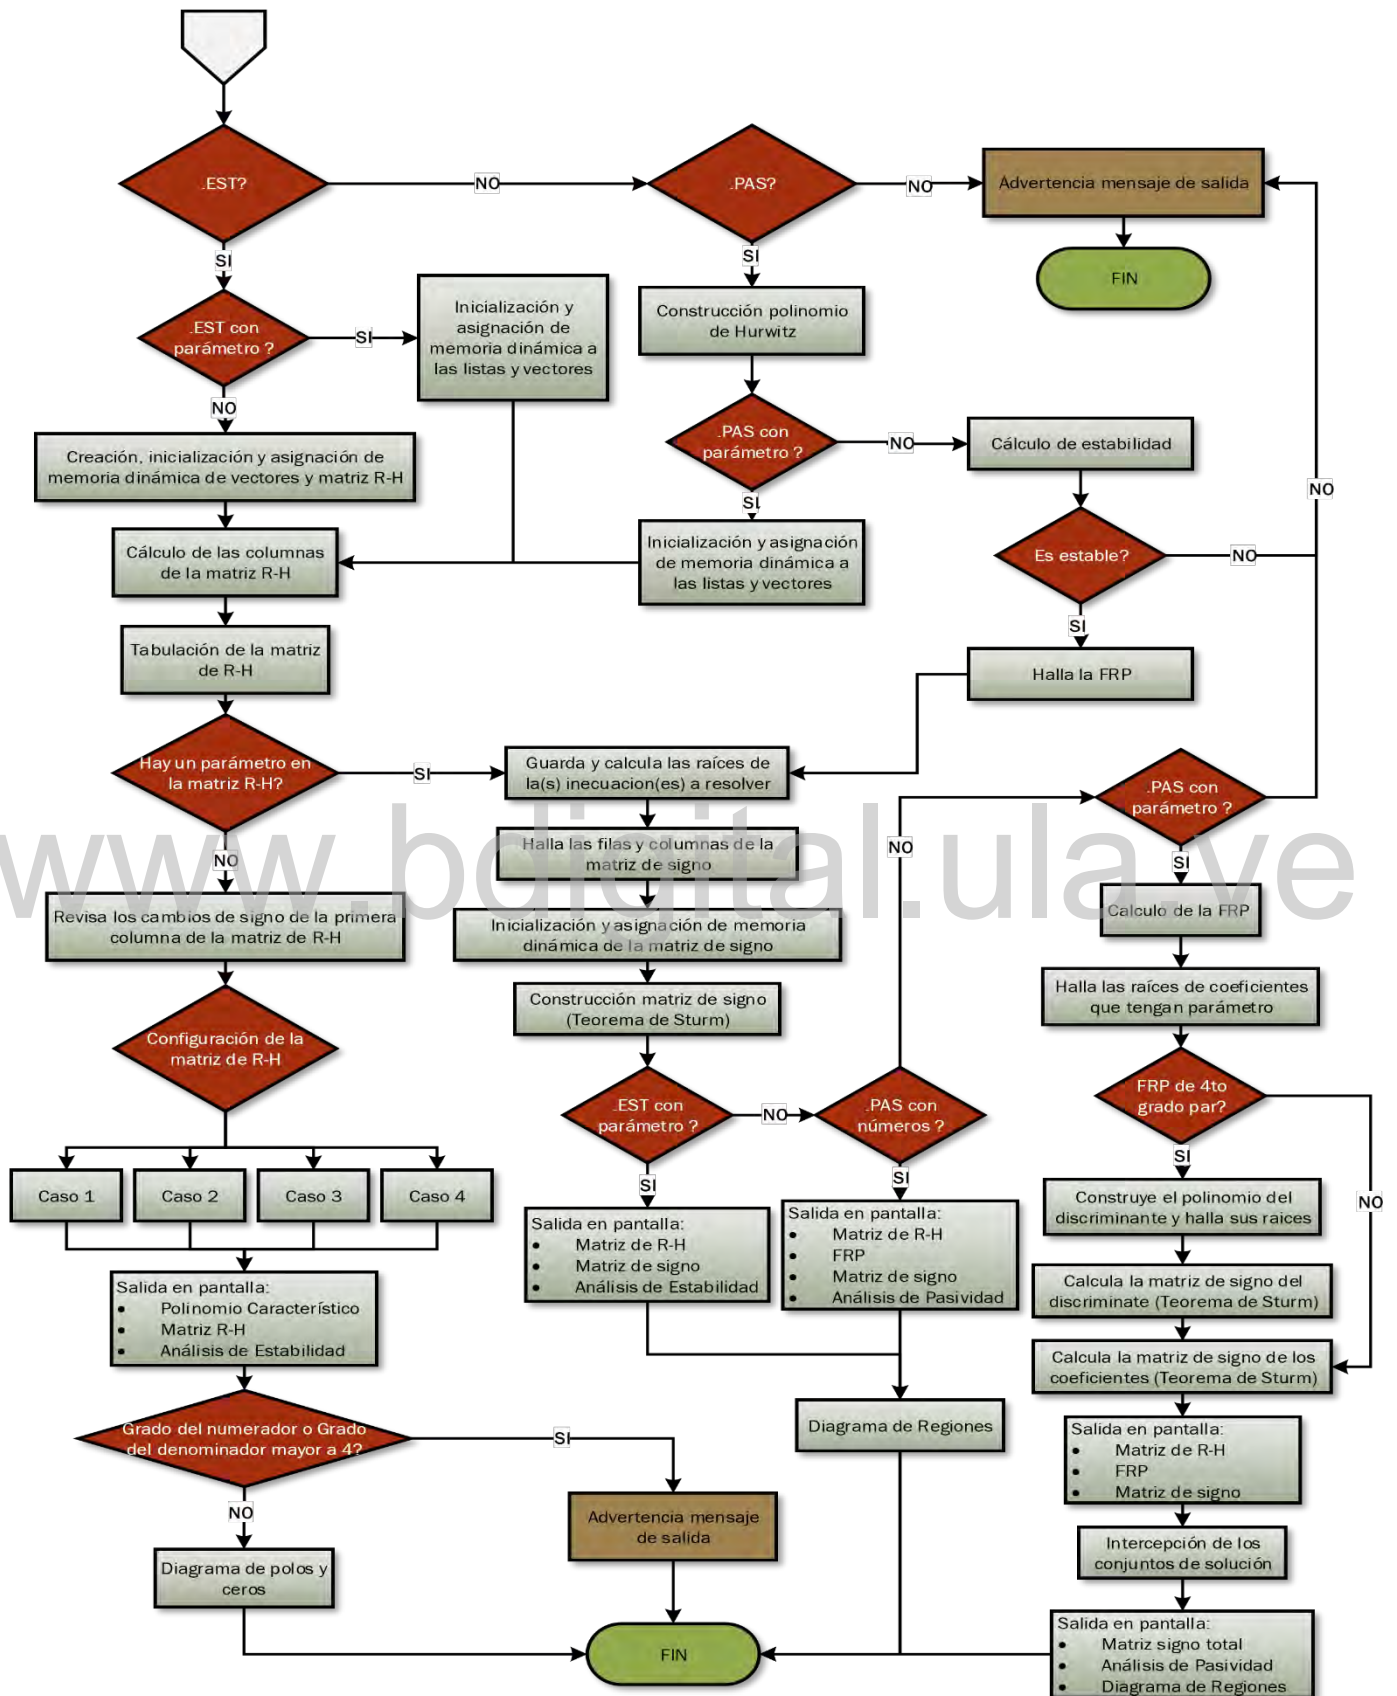 .EST?
NO
.PAS?
NO
Advertencia mensaje de salida
FIN
SI
SI
.EST con
parámetro ?
SI
Inicialización y
asignación de
memoria dinámica a
las listas y vectores
Construcción polinomio
de Hurwitz
NO
.PAS con
parámetro ?
NO
Cálculo de estabilidad
Creación, inicialización y asignación de
memoria dinámica de vectores y matriz R-H
SI
NO
Cálculo de las columnas
de la matriz R-H
Inicialización y asignación
de memoria dinámica a
las listas y vectores
Es estable?
NO
SI
Tabulación de la matriz
de R-H
Halla la FRP
Hay un parámetro en
la matriz R-H?
SI
Guarda y calcula las raíces de
la(s) inecuacion(es) a resolver
.PAS con
parámetro ?
www.bdigital.ula.ve
NO
Halla las filas y columnas de la
matriz de signo
NO
SI
Revisa los cambios de signo de la primera
columna de la matriz de R-H
Inicialización y asignación de memoria
dinámica de la matriz de signo
Calculo de la FRP
Construcción matriz de signo
(Teorema de Sturm)
Halla las raíces de coeficientes
que tengan parámetro
Configuración de la
matriz de R-H
.EST con
parámetro ?
NO
.PAS con
números ?
FRP de 4to
grado par?
SI
SI
SI
NO
Caso 1
Caso 2
Caso 3
Caso 4
Salida en pantalla:
• Matriz de R-H
• Matriz de signo
• Análisis de Estabilidad
Salida en pantalla:
• Matriz de R-H
• FRP
• Matriz de signo
• Análisis de Pasividad
Construye el polinomio del
discriminante y halla sus raices
Salida en pantalla:
• Polinomio Característico
• Matriz R-H
• Análisis de Estabilidad
Calcula la matriz de signo del
discriminate (Teorema de Sturm)
Calcula la matriz de signo de los
coeficientes (Teorema de Sturm)
Grado del numerador o Grado
del denominador mayor a 4?
SI
Diagrama de Regiones
Salida en pantalla:
• Matriz de R-H
• FRP
• Matriz de signo
NO
Advertencia mensaje
de salida
Intercepción de los
conjuntos de solución
Diagrama de polos y
ceros
FIN
Salida en pantalla:
• Matriz signo total
• Análisis de Pasividad
• Diagrama de Regiones